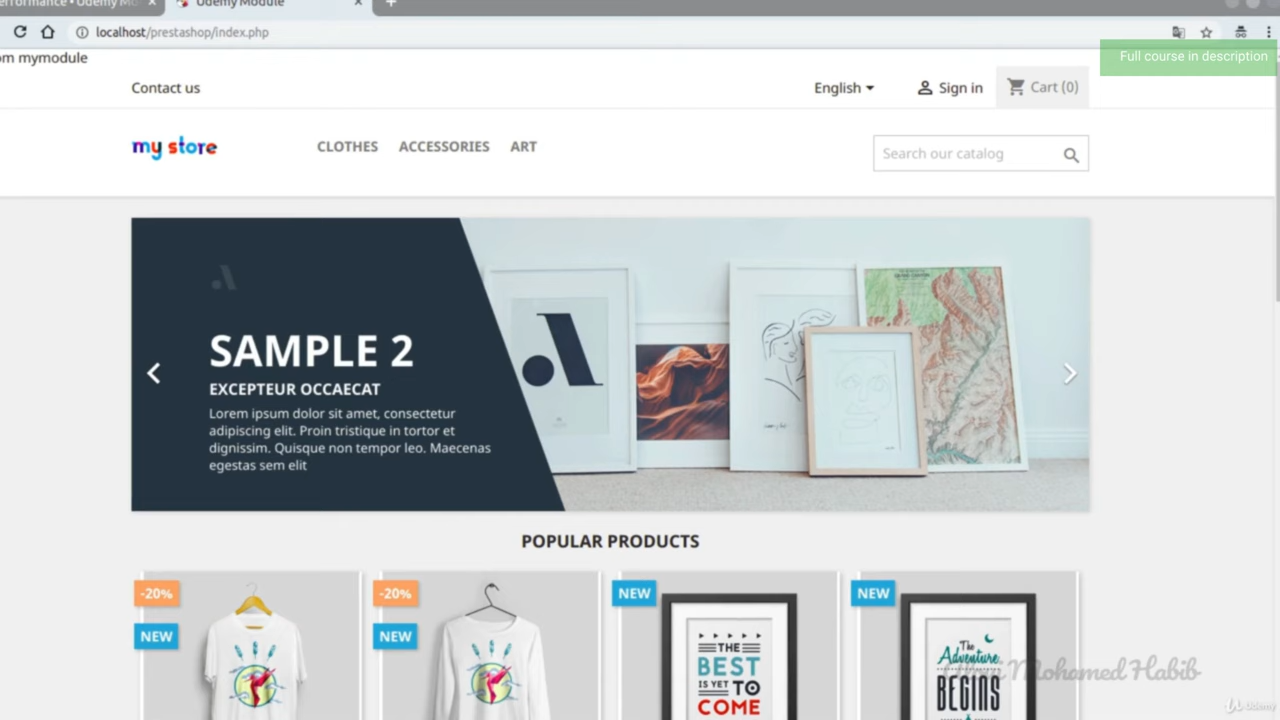 Udemy Module
localhost/prestashop/index.php
om mymodule
Full course in description
Contact us
English
Sign in
Cart (0)
my store
CLOTHES
ACCESSORIES
ART
Search our catalog
SAMPLE 2
EXCEPTEUR OCCAECAT
Lorem ipsum dolor sit amet, consectetur
adipiscing elit. Proin tristique in tortor et
dignissim. Quisque non tempor leo. Maecenas
egestas sem elit
POPULAR PRODUCTS
-20%
NEW
-20%
NEW
NEW
THE
BEST
IS YET TO
COME
NEW
The
Adventure
BEGINS
Mohamed Habib
Udemy